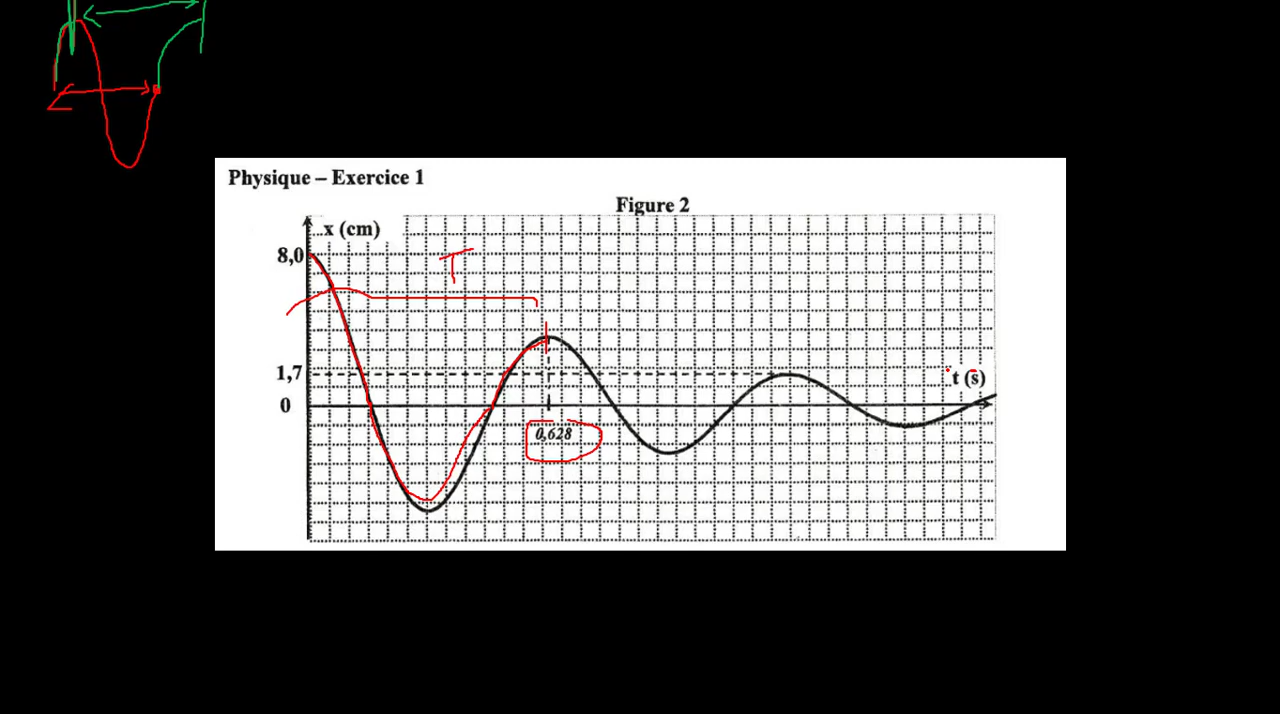 Physique – Exercice 1
Figure 2
x (cm)
8,0
T
1,7
t (s)
0
0,628